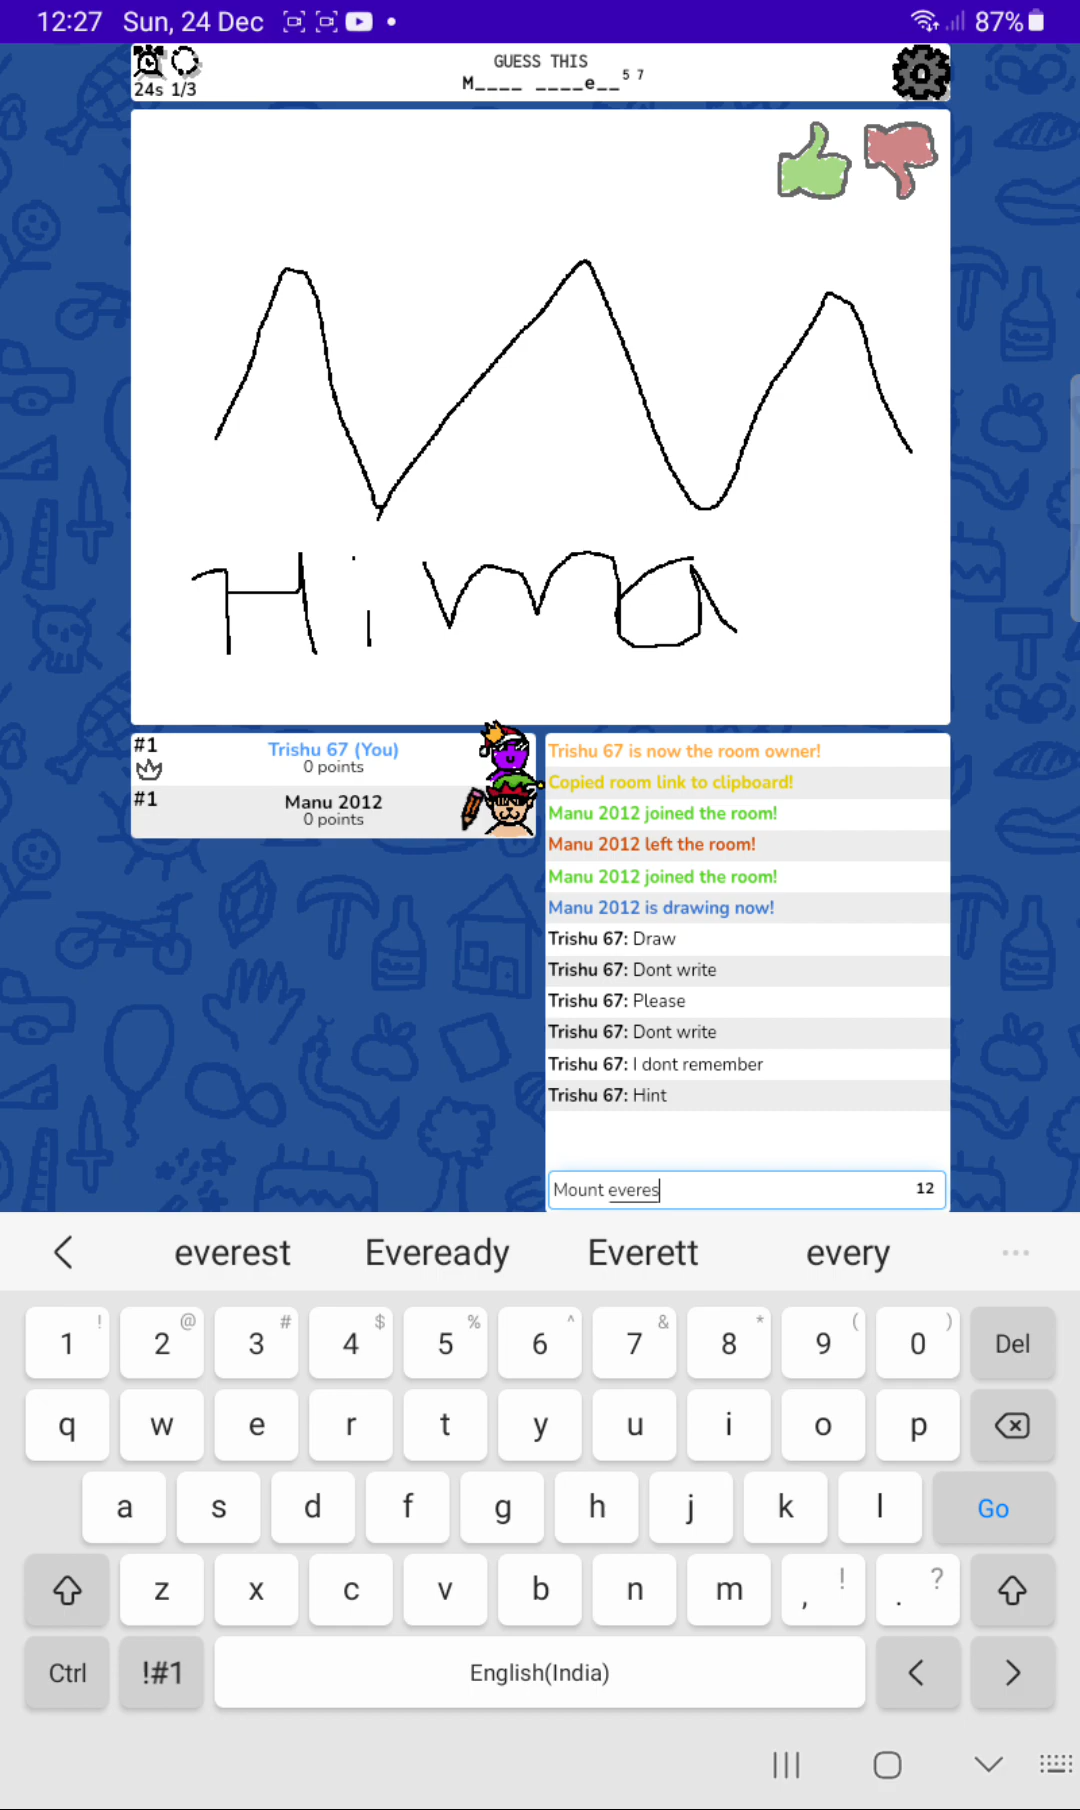 12:27 Sun, 24 Dec 87%
GUESS THIS
24s 1/3 M____ ____e__ 5 7
Hima
#1 Trishu 67 (You)
0 points
#1 Manu 2012
0 points
Trishu 67 is now the room owner!
Copied room link to clipboard!
Manu 2012 joined the room!
Manu 2012 left the room!
Manu 2012 joined the room!
Manu 2012 is drawing now!
Trishu 67: Draw
Trishu 67: Dont write
Trishu 67: Please
Trishu 67: Dont write
Trishu 67: I dont remember
Trishu 67: Hint
Mount everes 12
everest Eveready Everett every ...
! @ # $ % ^ & * ( )
1 2 3 4 5 6 7 8 9 0 Del
q w e r t y u i o p
a s d f g h j k l Go
z x c v b n m , ! . ?
Ctrl !#1 English(India) < >